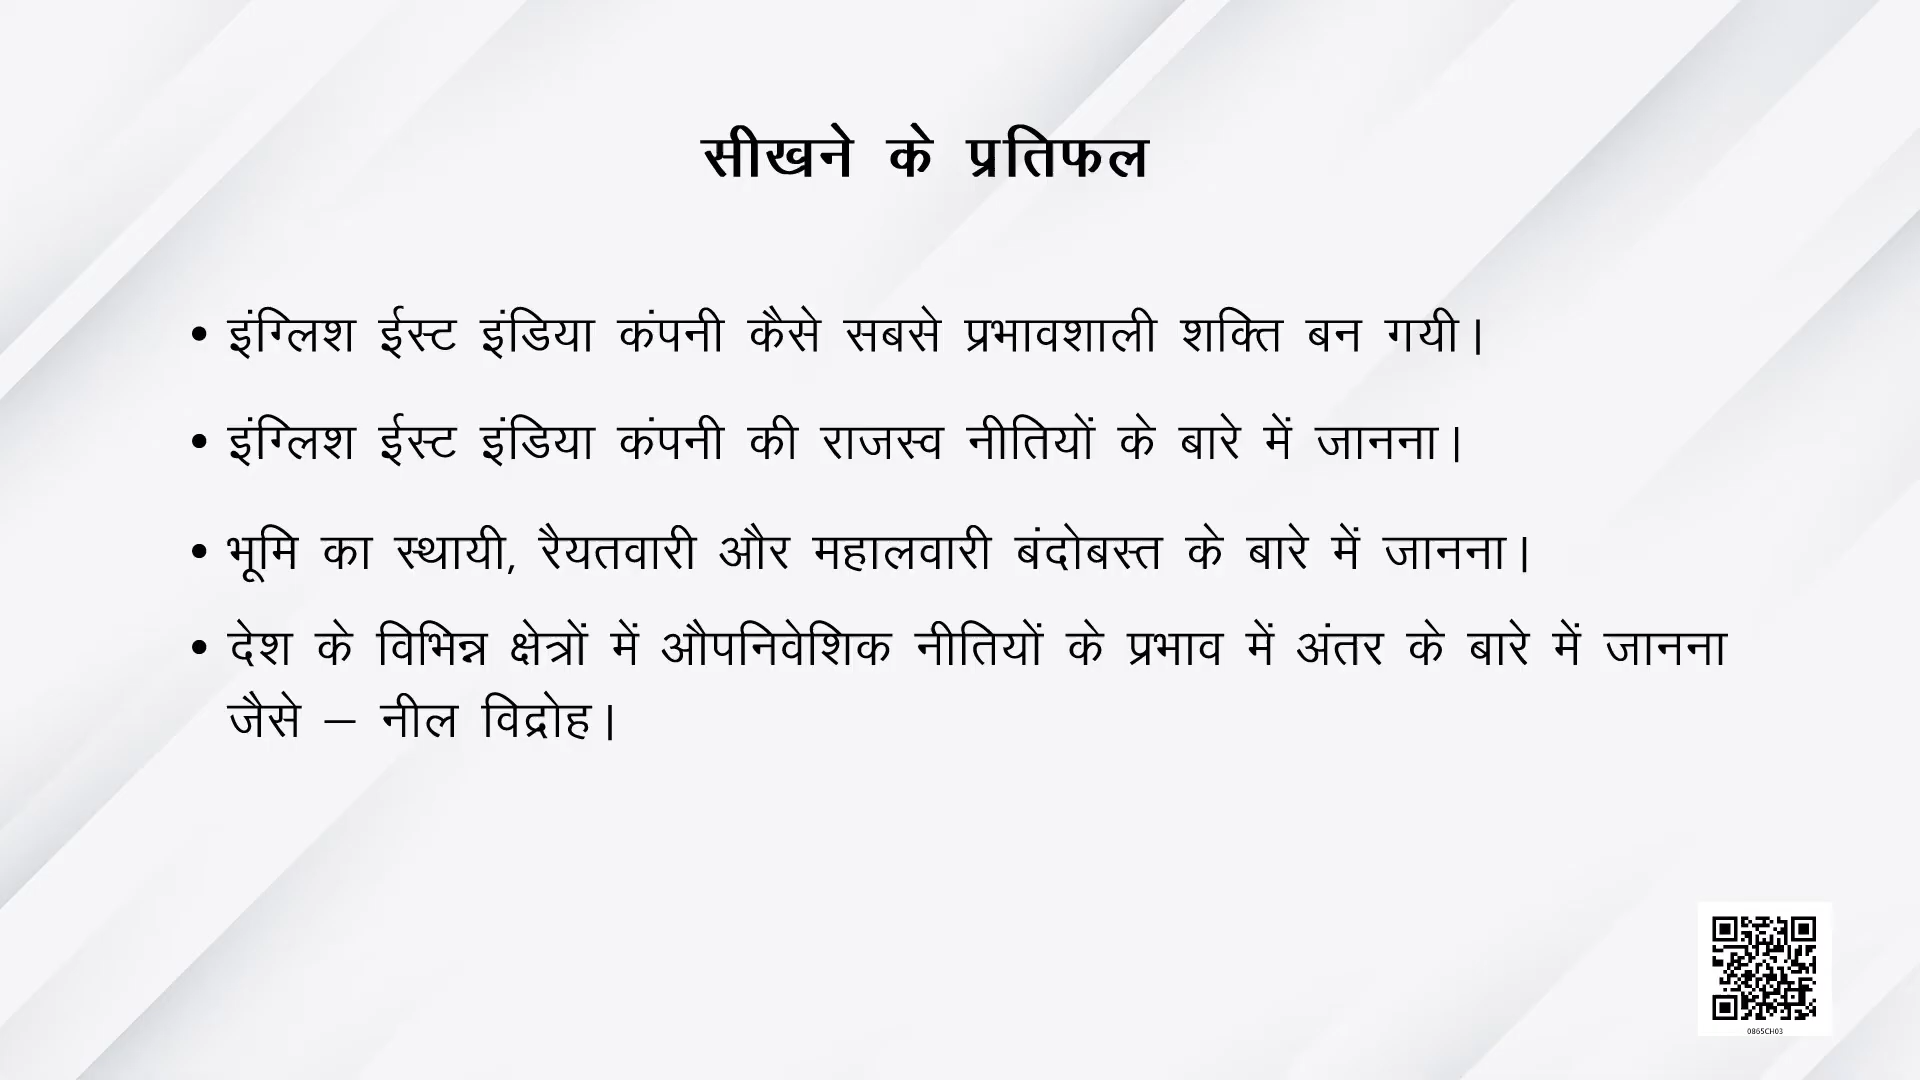 सीखने के प्रतिफल
• इंग्लिश ईस्ट इंडिया कंपनी कैसे सबसे प्रभावशाली शक्ति बन गयी।
• इंग्लिश ईस्ट इंडिया कंपनी की राजस्व नीतियों के बारे में जानना।
• भूमि का स्थायी, रैयतवारी और महालवारी बंदोबस्त के बारे में जानना।
• देश के विभिन्न क्षेत्रों में औपनिवेशिक नीतियों के प्रभाव में अंतर के बारे में जानना
जैसे – नील विद्रोह।
0865CH03